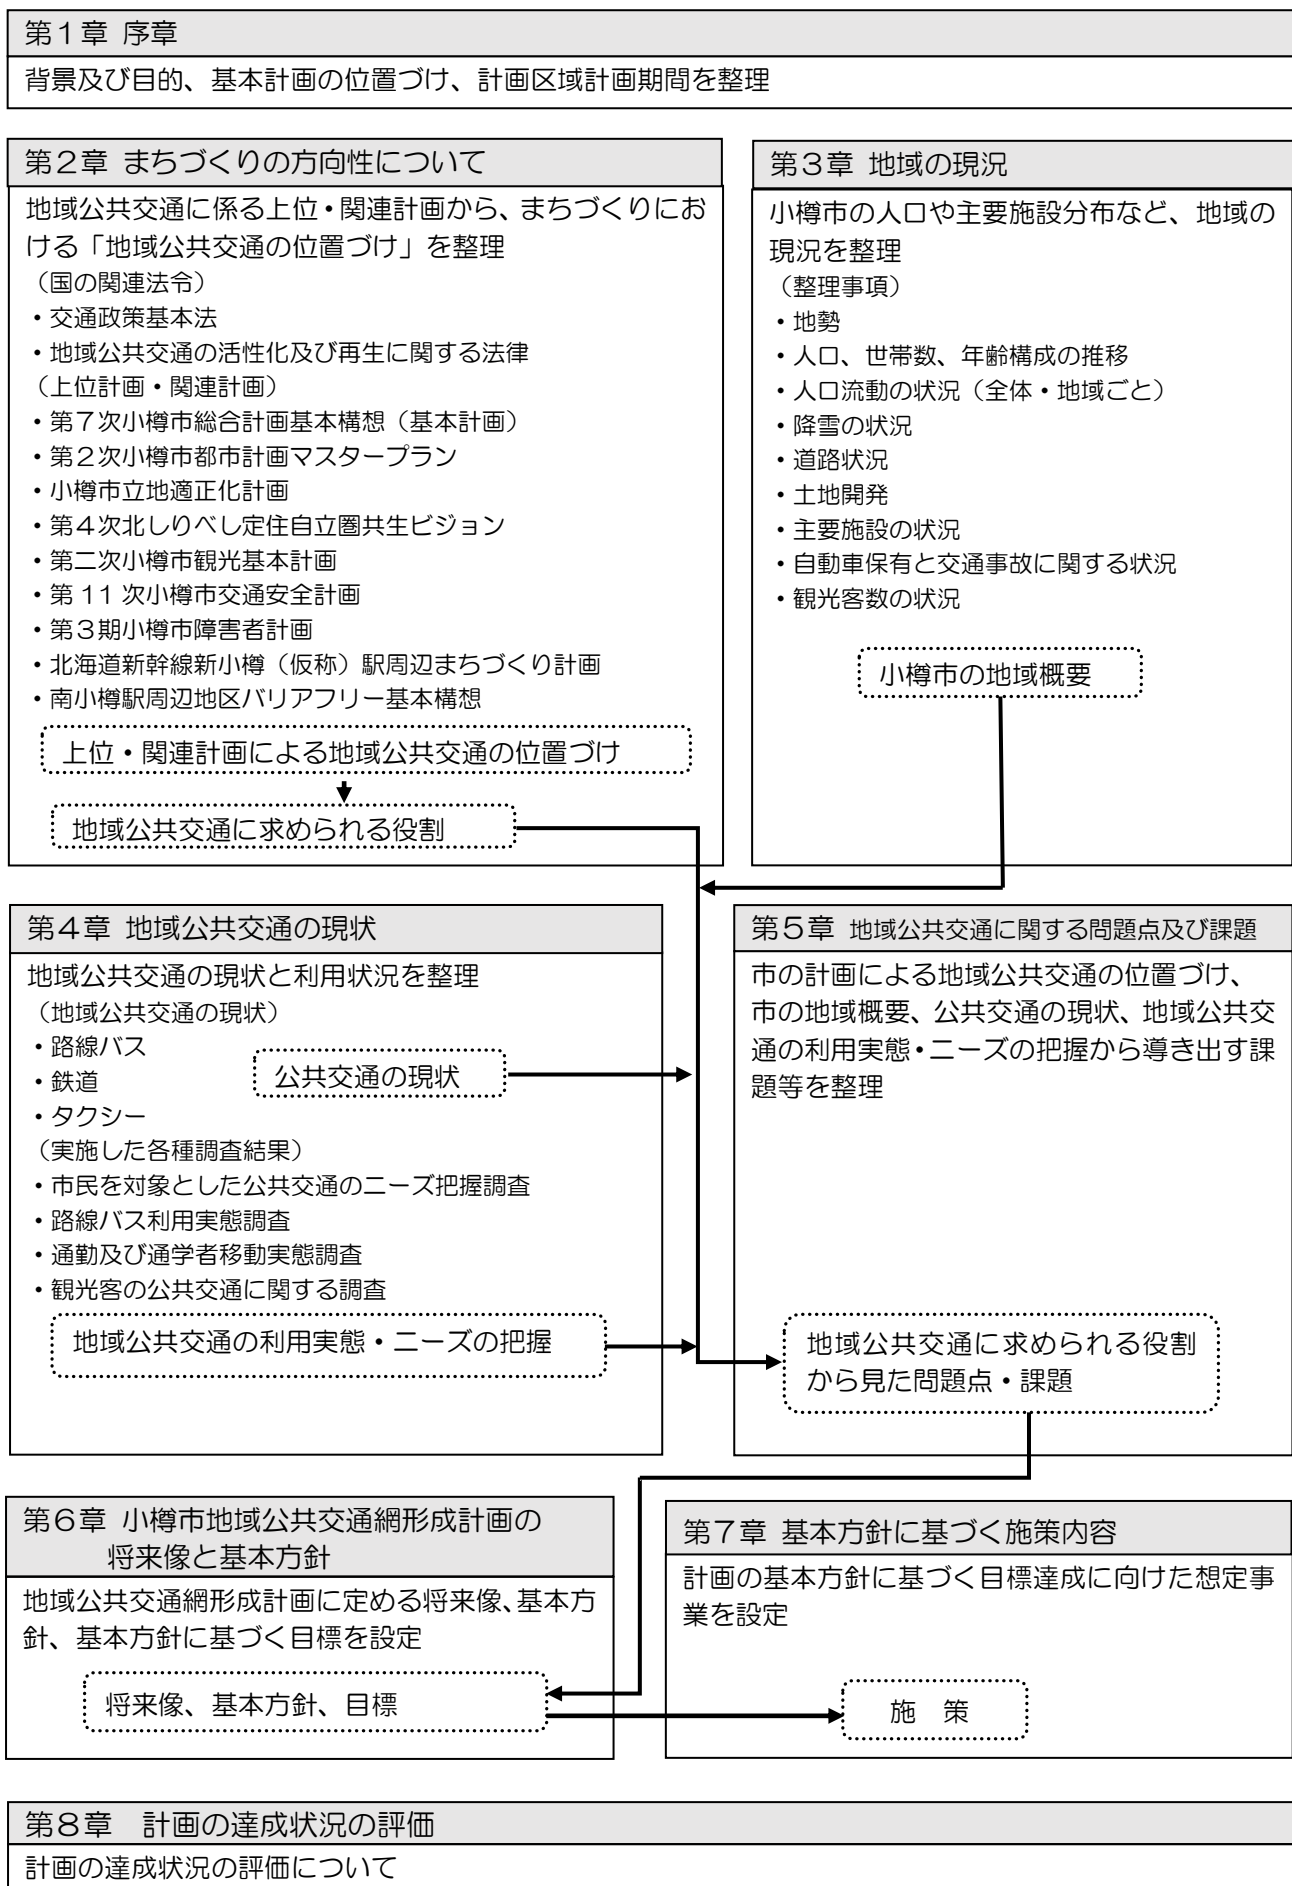 第1章 序章
背景及び目的、基本計画の位置づけ、計画区域計画期間を整理
第2章 まちづくりの方向性について
地域公共交通に係る上位・関連計画から、まちづくりにお
ける「地域公共交通の位置づけ」を整理
（国の関連法令）
・交通政策基本法
・地域公共交通の活性化及び再生に関する法律
（上位計画・関連計画）
・第7次小樽市総合計画基本構想（基本計画）
・第2次小樽市都市計画マスタープラン
・小樽市立地適正化計画
・第4次北しりべし定住自立圏共生ビジョン
・第二次小樽市観光基本計画
・第11次小樽市交通安全計画
・第3期小樽市障害者計画
・北海道新幹線新小樽（仮称）駅周辺まちづくり計画
・南小樽駅周辺地区バリアフリー基本構想
上位・関連計画による地域公共交通の位置づけ
地域公共交通に求められる役割
第3章 地域の現況
小樽市の人口や主要施設分布など、地域の
現況を整理
（整理事項）
・地勢
・人口、世帯数、年齢構成の推移
・人口流動の状況（全体・地域ごと）
・降雪の状況
・道路状況
・土地開発
・主要施設の状況
・自動車保有と交通事故に関する状況
・観光客数の状況
小樽市の地域概要
第4章 地域公共交通の現状
地域公共交通の現状と利用状況を整理
（地域公共交通の現状）
・路線バス
・鉄道
・タクシー
公共交通の現状
（実施した各種調査結果）
・市民を対象とした公共交通のニーズ把握調査
・路線バス利用実態調査
・通勤及び通学者移動実態調査
・観光客の公共交通に関する調査
地域公共交通の利用実態・ニーズの把握
第5章 地域公共交通に関する問題点及び課題
市の計画による地域公共交通の位置づけ、
市の地域概要、公共交通の現状、地域公共交
通の利用実態・ニーズの把握から導き出す課
題等を整理
地域公共交通に求められる役割
から見た問題点・課題
第6章 小樽市地域公共交通網形成計画の
将来像と基本方針
地域公共交通網形成計画に定める将来像、基本方
針、基本方針に基づく目標を設定
将来像、基本方針、目標
第7章 基本方針に基づく施策内容
計画の基本方針に基づく目標達成に向けた想定事
業を設定
施　策
第8章　計画の達成状況の評価
計画の達成状況の評価について